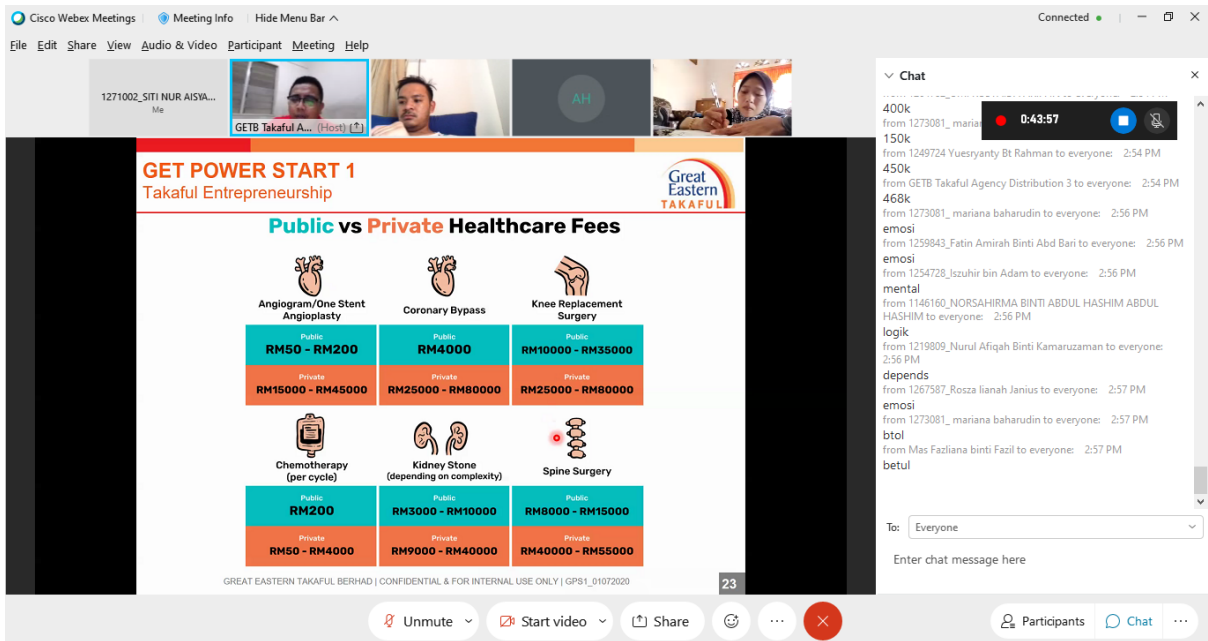 Cisco Webex Meetings
Meeting Info
Hide Menu Bar
Connected
File Edit Share View Audio & Video Participant Meeting Help
1271002_SITI NUR AISYA...
Me
GETB Takaful A... (Host)
AH
GET POWER START 1
Takaful Entrepreneurship
Great
Eastern
TAKAFUL
Public vs Private Healthcare Fees
Angiogram/One Stent
Angioplasty
Public
RM50 - RM200
Private
RM15000 - RM45000
Coronary Bypass
Public
RM4000
Private
RM25000 - RM80000
Knee Replacement
Surgery
Public
RM10000 - RM35000
Private
RM25000 - RM80000
Chemotherapy
(per cycle)
Public
RM200
Private
RM50 - RM4000
Kidney Stone
(depending on complexity)
Public
RM3000 - RM10000
Private
RM9000 - RM40000
Spine Surgery
Public
RM8000 - RM15000
Private
RM40000 - RM55000
GREAT EASTERN TAKAFUL BERHAD | CONFIDENTIAL & FOR INTERNAL USE ONLY | GPS1_01072020
23
Chat
0:43:57
400k
from 1273081_
150k
from 1249724 Yuesryanty Bt Rahman to everyone: 2:54 PM
450k
from GETB Takaful Agency Distribution 3 to everyone: 2:54 PM
468k
from 1273081_ mariana baharudin to everyone: 2:56 PM
emosi
from 1259843_Fatin Amirah Binti Abd Bari to everyone: 2:56 PM
emosi
from 1254728_Iszuhir bin Adam to everyone: 2:56 PM
mental
from 1146160_NORSAHIRMA BINTI ABDUL HASHIM ABDUL
HASHIM to everyone: 2:56 PM
logik
from 1219809_Nurul Afiqah Binti Kamaruzaman to everyone:
2:56 PM
depends
from 1267587_Rosza lianah Janius to everyone: 2:57 PM
emosi
from 1273081_ mariana baharudin to everyone: 2:57 PM
btol
from Mas Fazliana binti Fazil to everyone: 2:57 PM
betul
To: Everyone
Enter chat message here
Unmute
Start video
Share
Participants
Chat